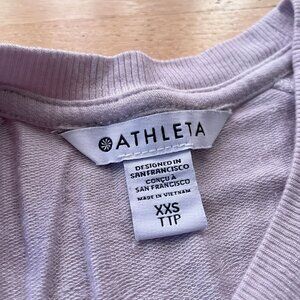 ATHLETA
DESIGNED IN
SAN FRANCISCO
CONÇU À
SAN FRANCISCO
MADE IN VIETNAM
XXS
TTP